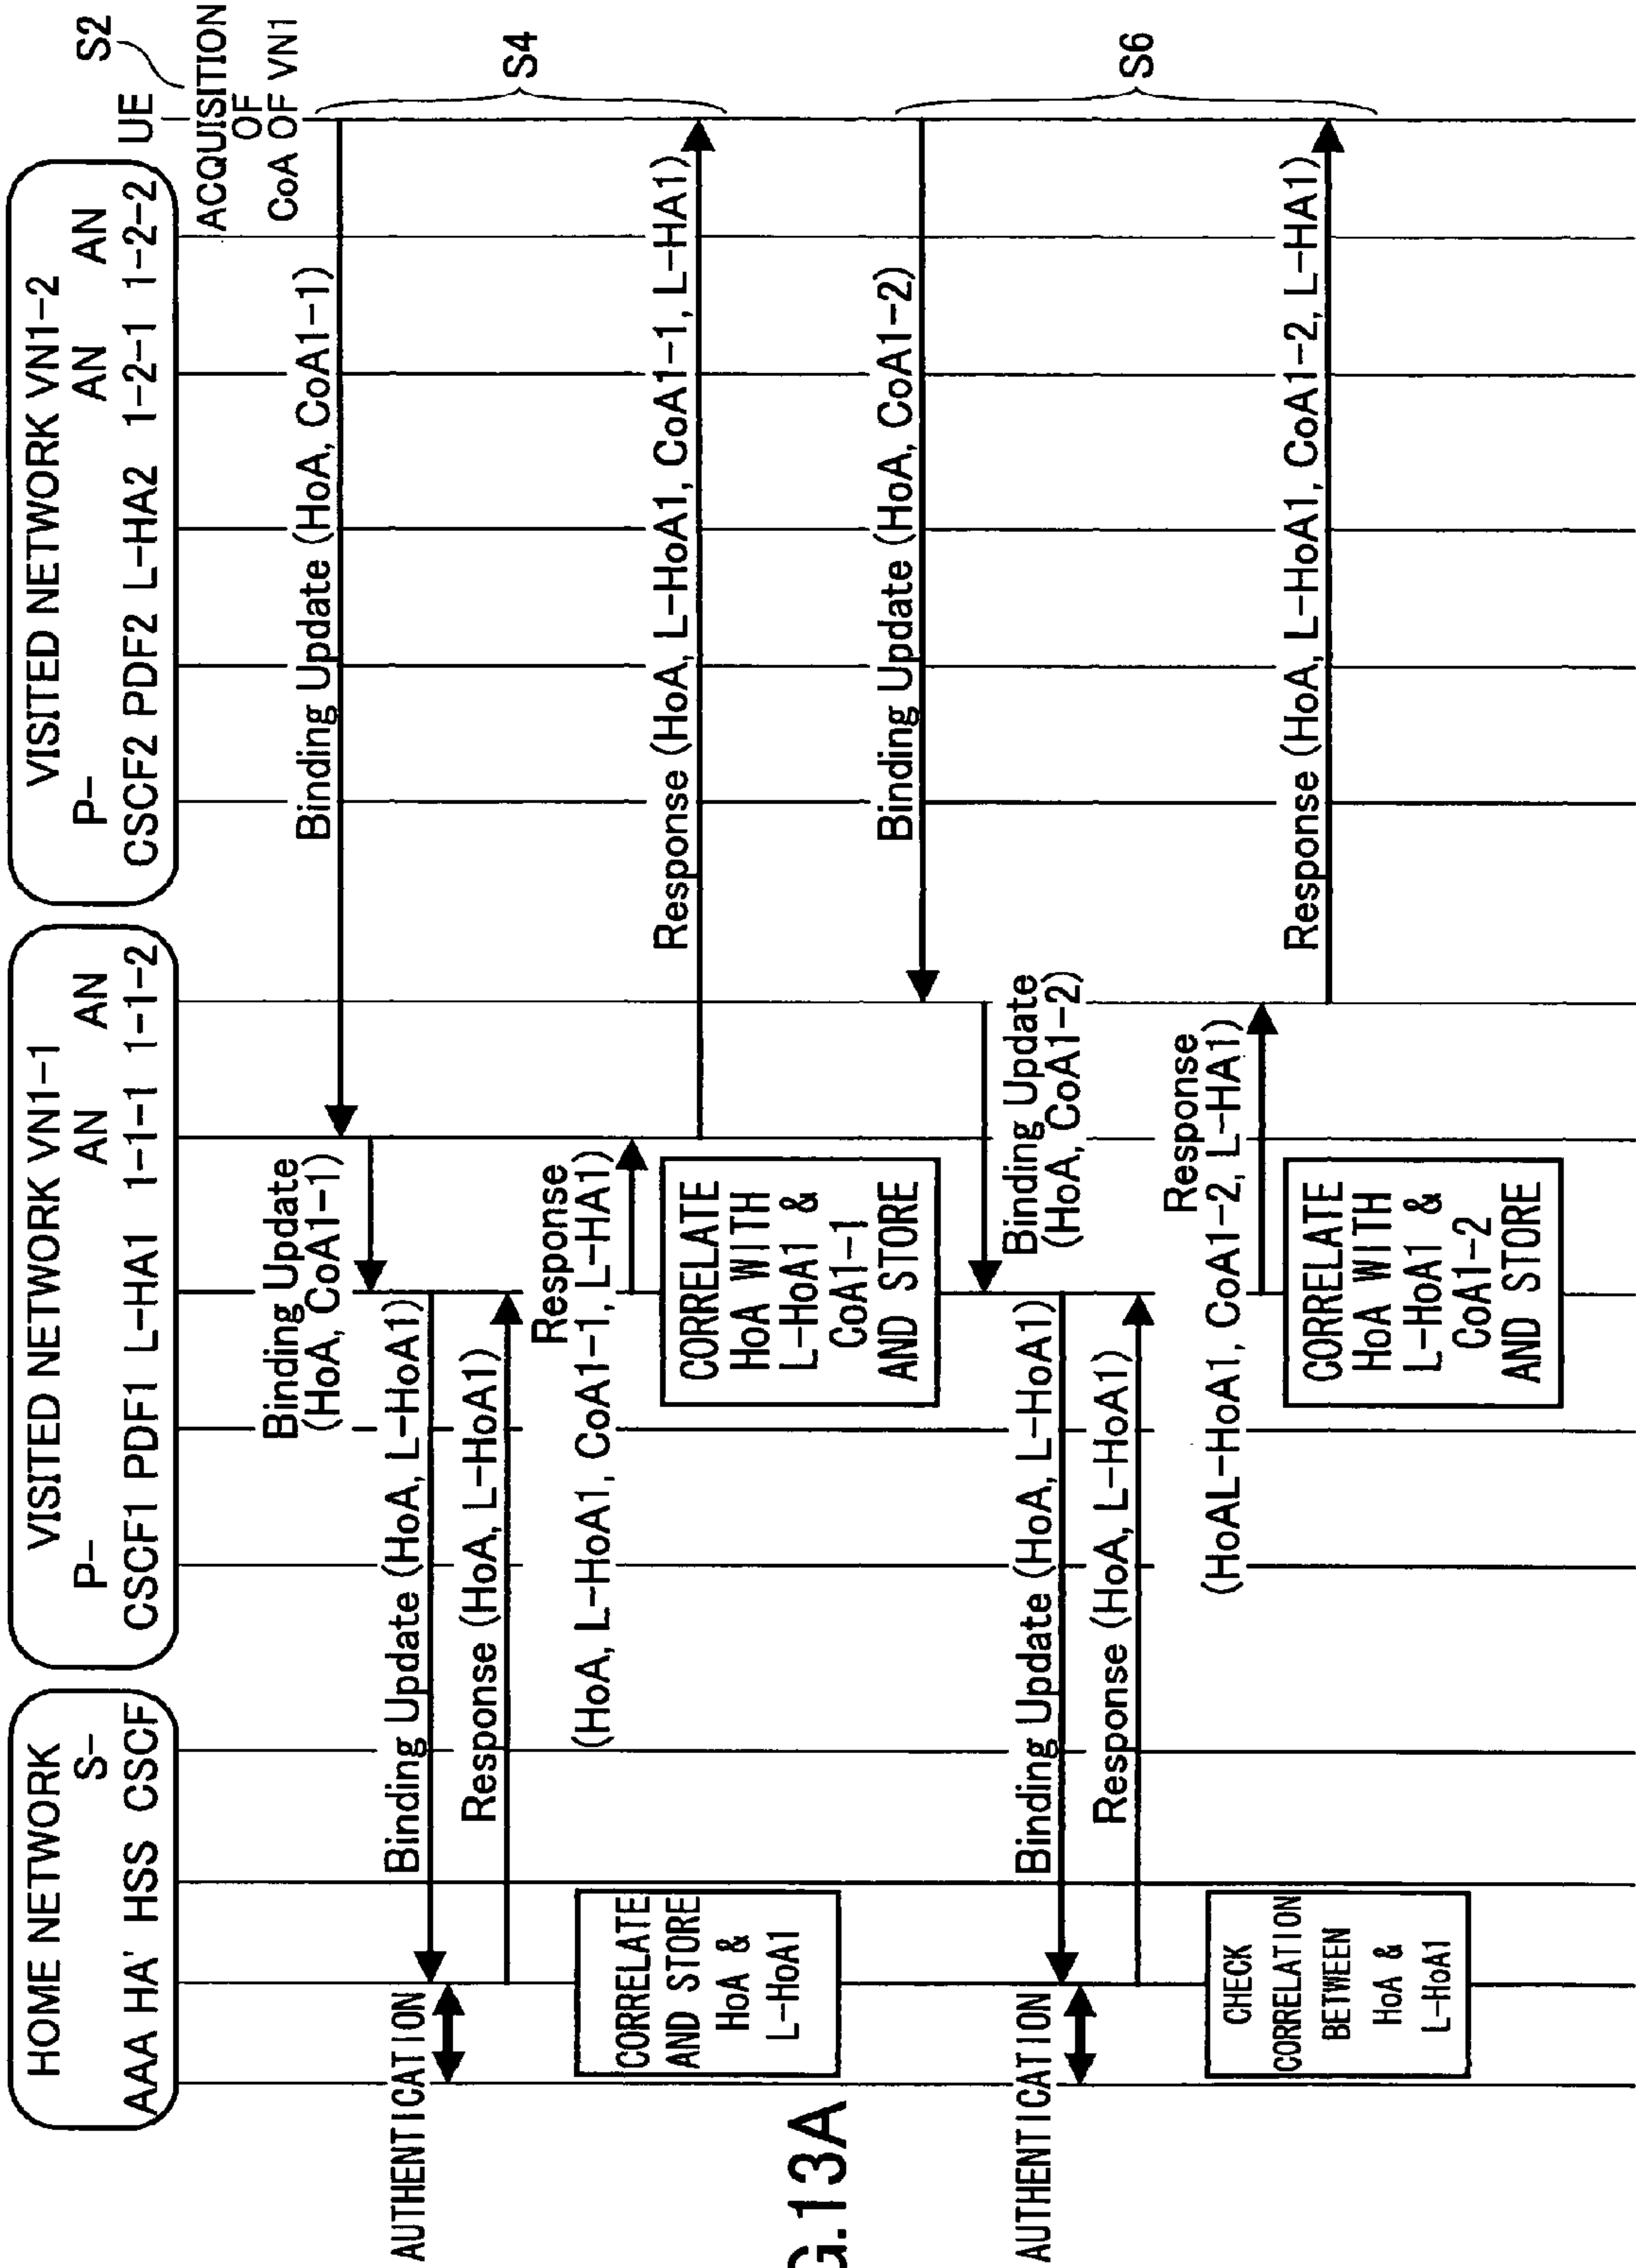 HOME NETWORK
S-
AAA HA' HSS CSCF
VISITED NETWORK VN1-1
P-
AN
AN
CSCF1 PDF1 L-HA1 1-1-1 1-1-2
VISITED NETWORK VN1-2
P-
AN
AN
CSCF2 PDF2 L-HA2 1-2-1 1-2-2
UE
S2
ACQUISITION
OF
CoA OF VN1
Binding Update (HoA, CoA1-1)
S4
Binding Update
(HoA, CoA1-1)
Binding Update (HoA, L-HoA1)
AUTHENTICATION
Response (HoA, L-HoA1)
Response
(HoA, L-HoA1, CoA1-1, L-HA1)
Response (HoA, L-HoA1, CoA1-1, L-HA1)
CORRELATE
AND STORE
HoA &
L-HoA1
CORRELATE
HoA WITH
L-HoA1 &
CoA1-1
AND STORE
G.13A
Binding Update (HoA, CoA1-2)
S6
Binding Update
(HoA, CoA1-2)
Binding Update (HoA, L-HoA1)
AUTHENTICATION
Response (HoA, L-HoA1)
Response
(HoAL-HoA1, CoA1-2, L-HA1)
Response (HoA, L-HoA1, CoA1-2, L-HA1)
CHECK
CORRELATION
BETWEEN
HoA &
L-HoA1
CORRELATE
HoA WITH
L-HoA1 &
CoA1-2
AND STORE